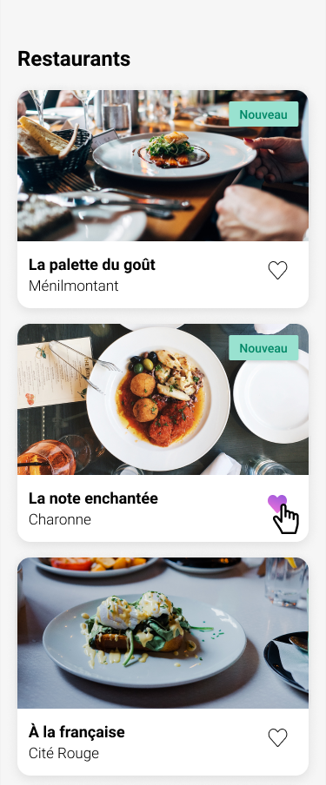 Restaurants
Nouveau
La palette du goût
Ménilmontant
Nouveau
La note enchantée
Charonne
À la française
Cité Rouge